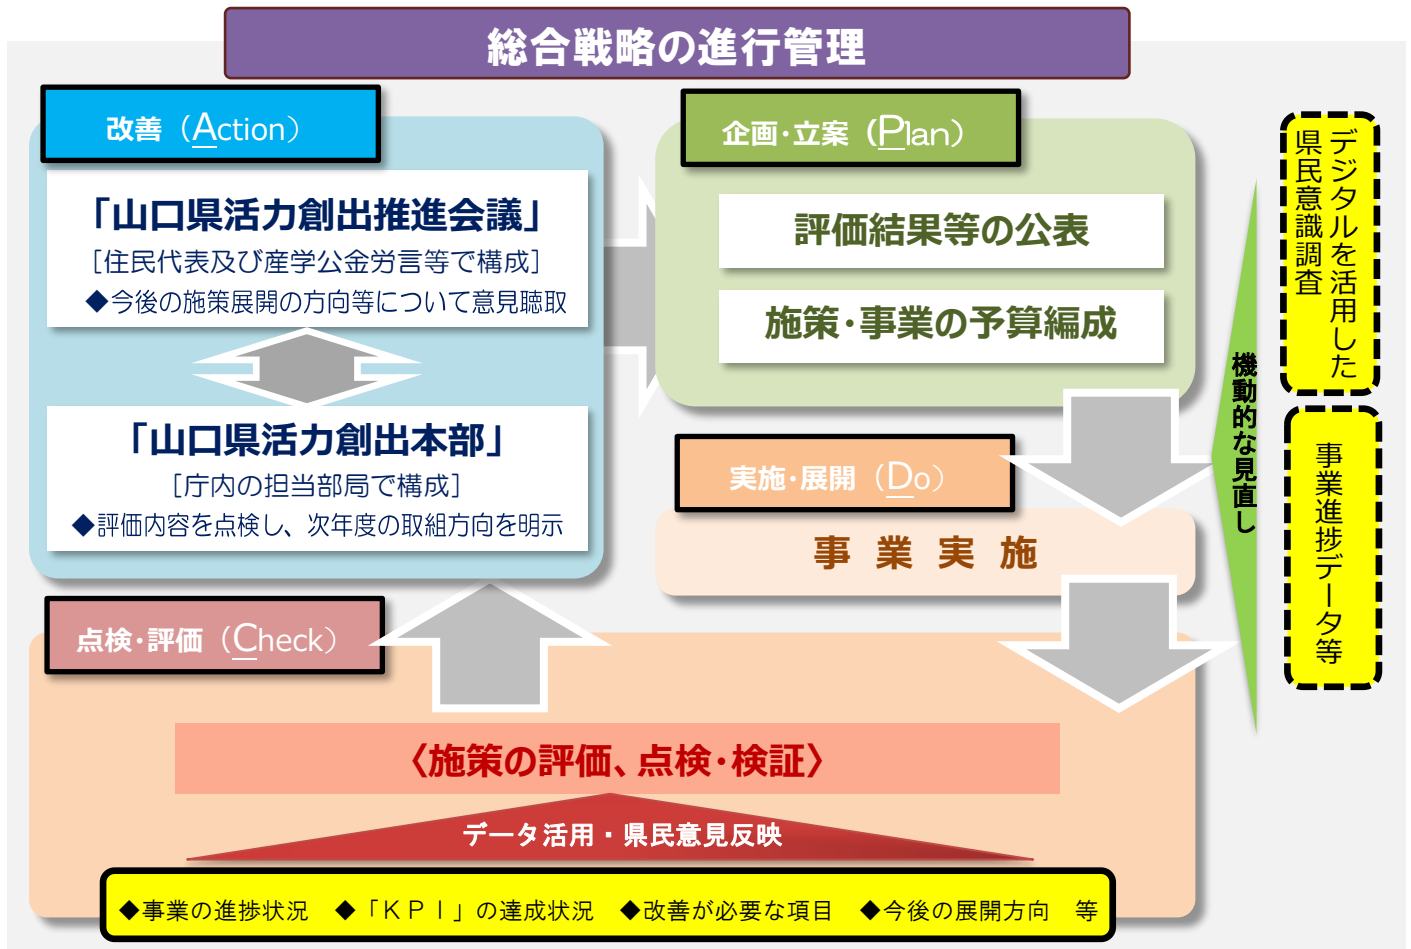 総合戦略の進行管理
改善（Action）
「山口県活力創出推進会議」
［住民代表及び産学公金労言等で構成］
◆今後の施策展開の方向等について意見聴取
「山口県活力創出本部」
［庁内の担当部局で構成］
◆評価内容を点検し、次年度の取組方向を明示
企画・立案（Plan）
評価結果等の公表
施策・事業の予算編成
実施・展開（Do）
事業実施
点検・評価（Check）
〈施策の評価、点検・検証〉
データ活用・県民意見反映
◆事業の進捗状況　◆「ＫＰＩ」の達成状況　◆改善が必要な項目　◆今後の展開方向　等
機動的な見直し
デジタルを活用した
県民意識調査
事業進捗データ等